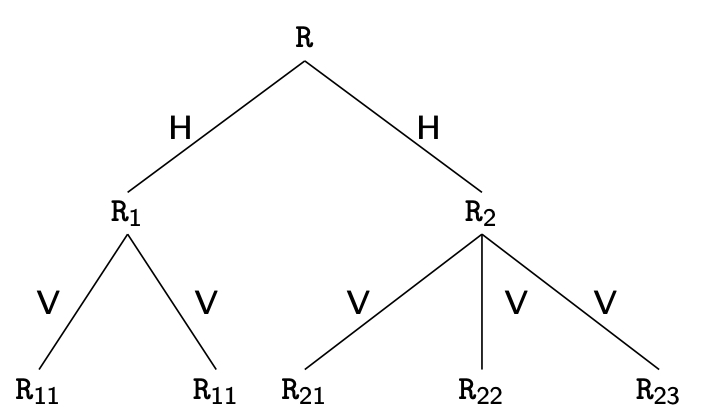 R
H H
R1 R2
V V V V V
R11 R11 R21 R22 R23